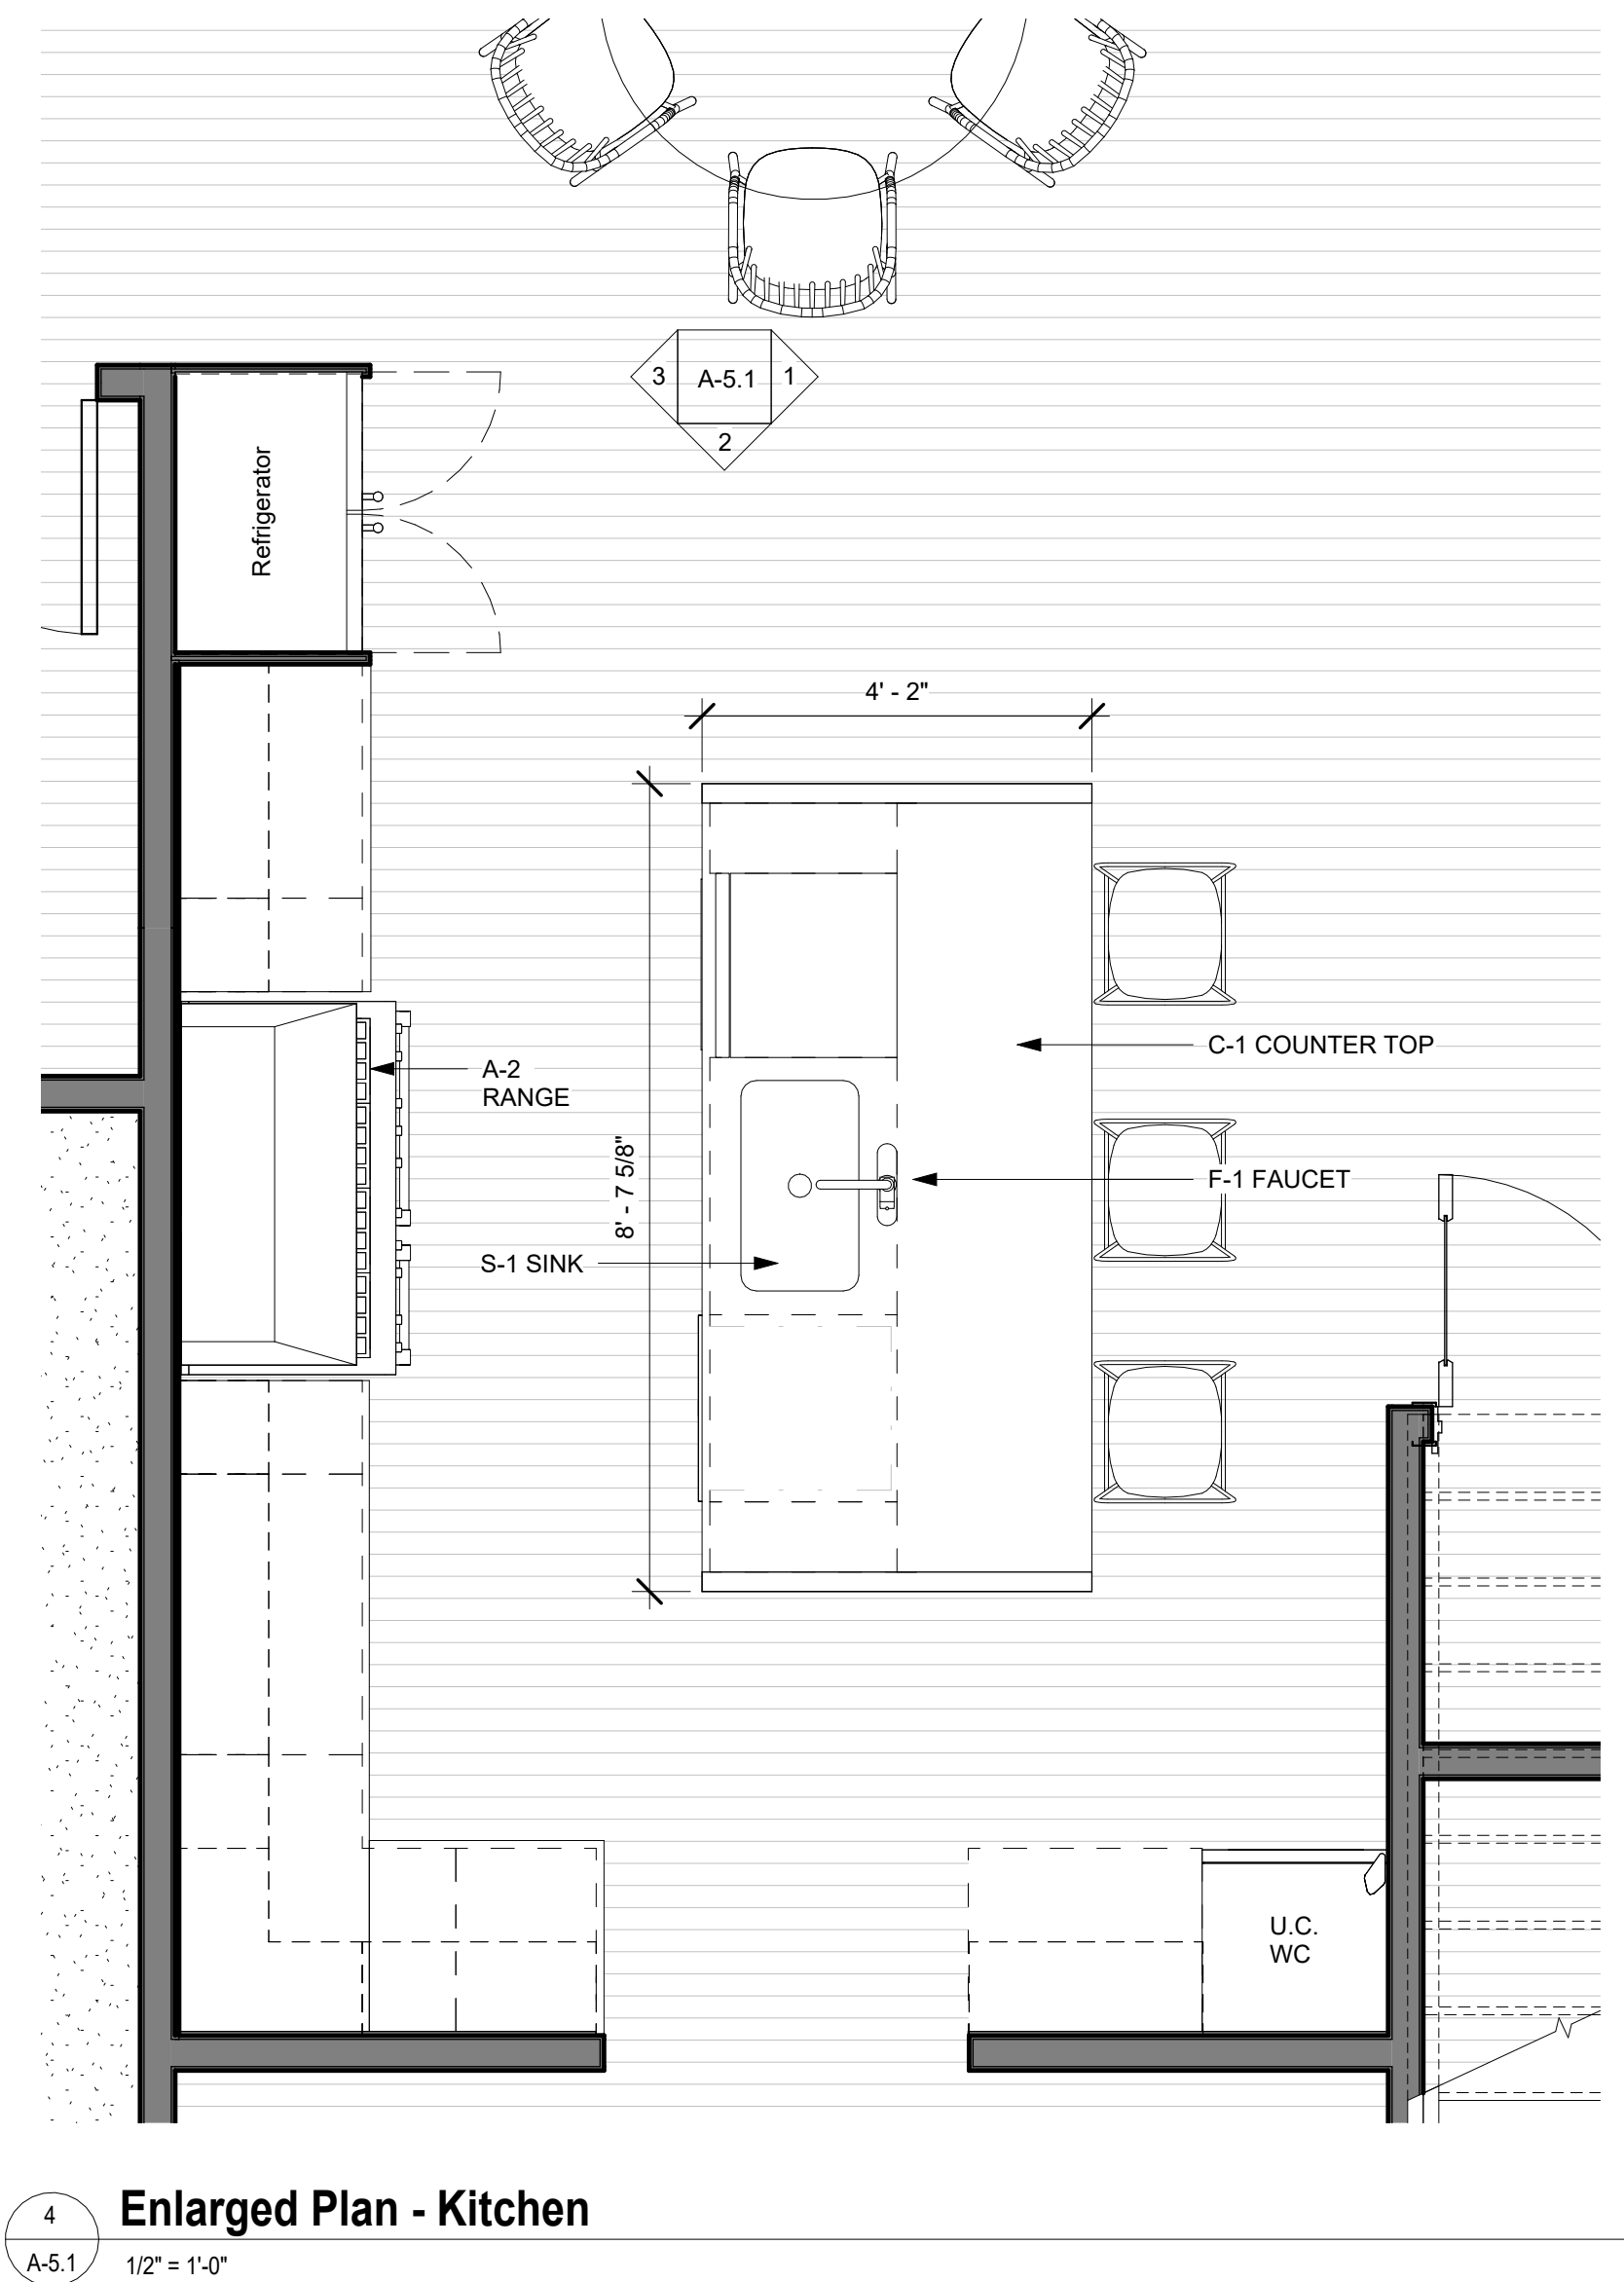 3
A-5.1
1
2
Refrigerator
4' - 2"
C-1 COUNTER TOP
A-2
RANGE
8' - 7 5/8"
F-1 FAUCET
S-1 SINK
U.C.
WC
4
Enlarged Plan - Kitchen
A-5.1
1/2" = 1'-0"